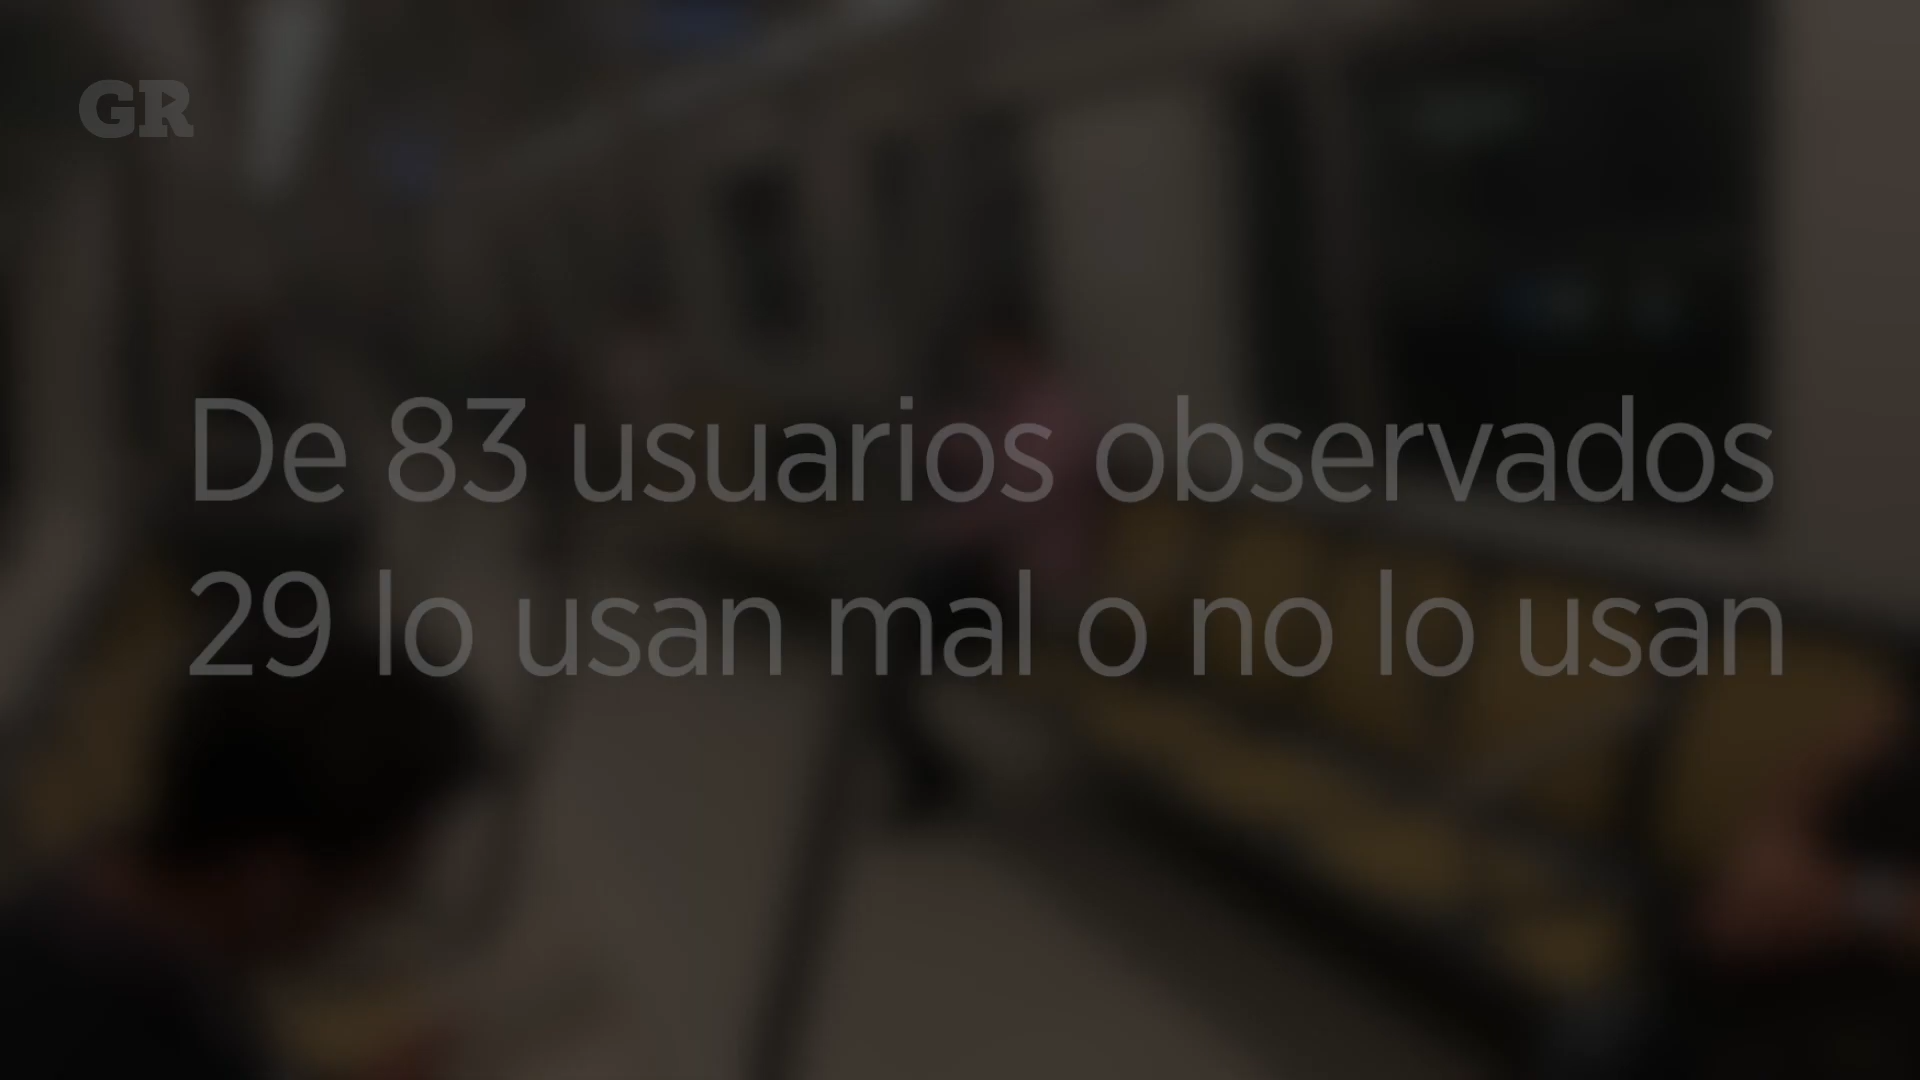 GR
De 83 usuarios observados
29 lo usan mal o no lo usan